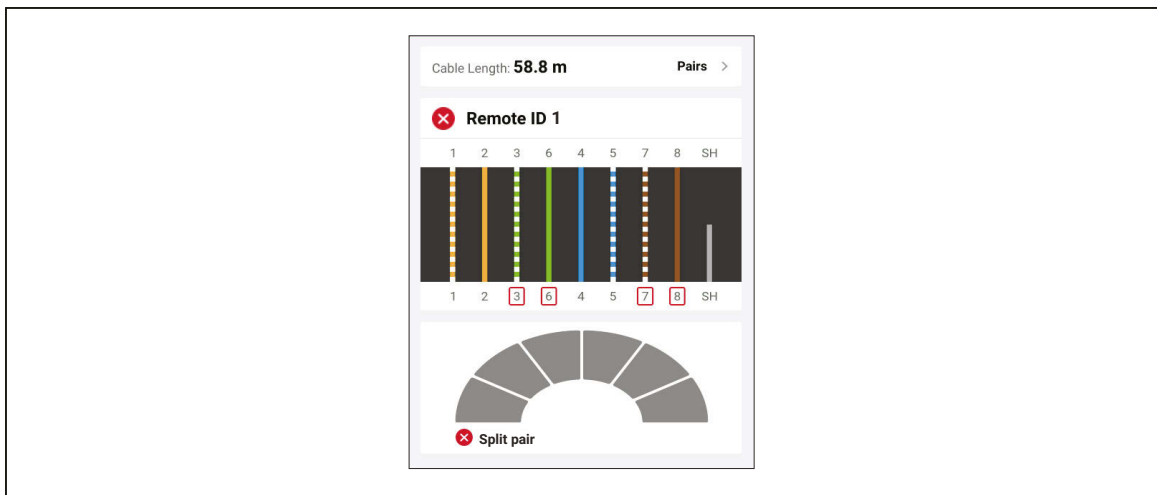 Cable Length: 58.8 m Pairs >
Remote ID 1
1 2 3 6 4 5 7 8 SH
1 2 3 6 4 5 7 8 SH
Split pair